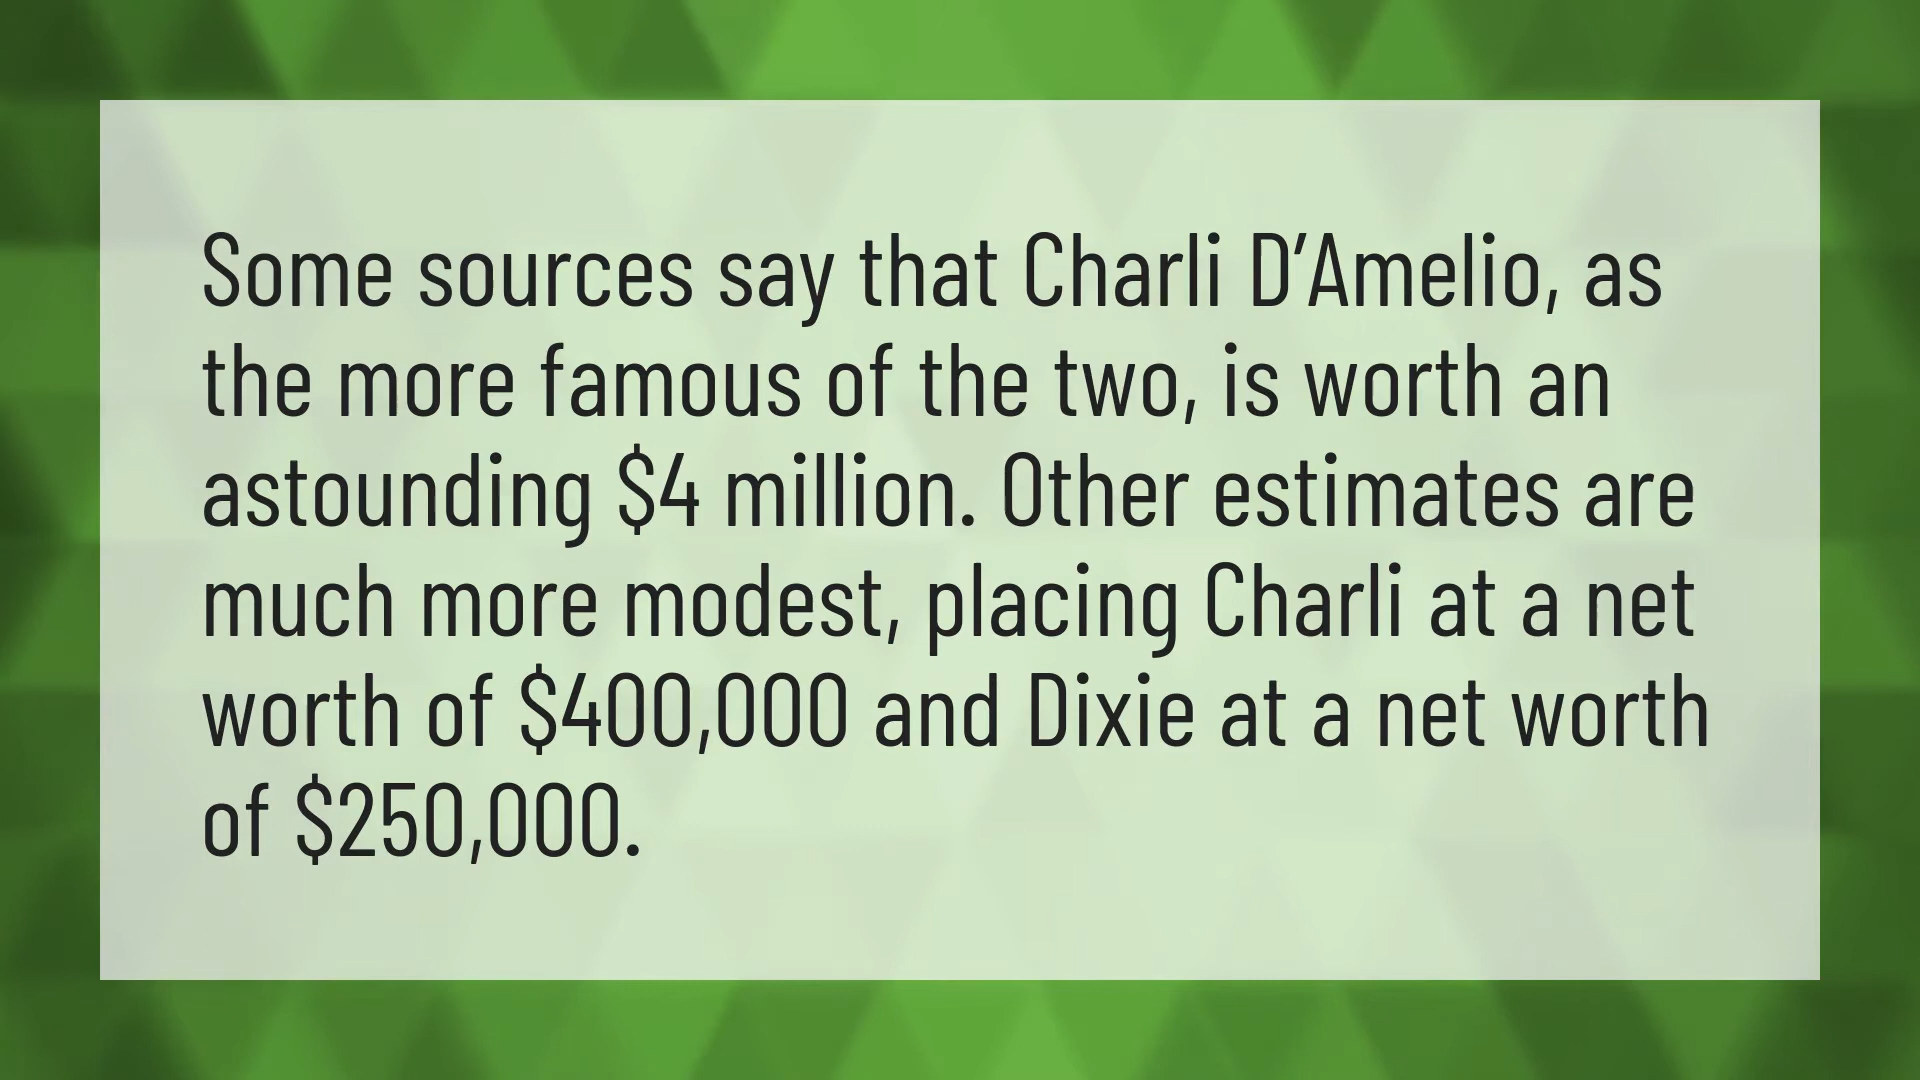 Some sources say that Charli D’Amelio, as
the more famous of the two, is worth an
astounding $4 million. Other estimates are
much more modest, placing Charli at a net
worth of $400,000 and Dixie at a net worth
of $250,000.